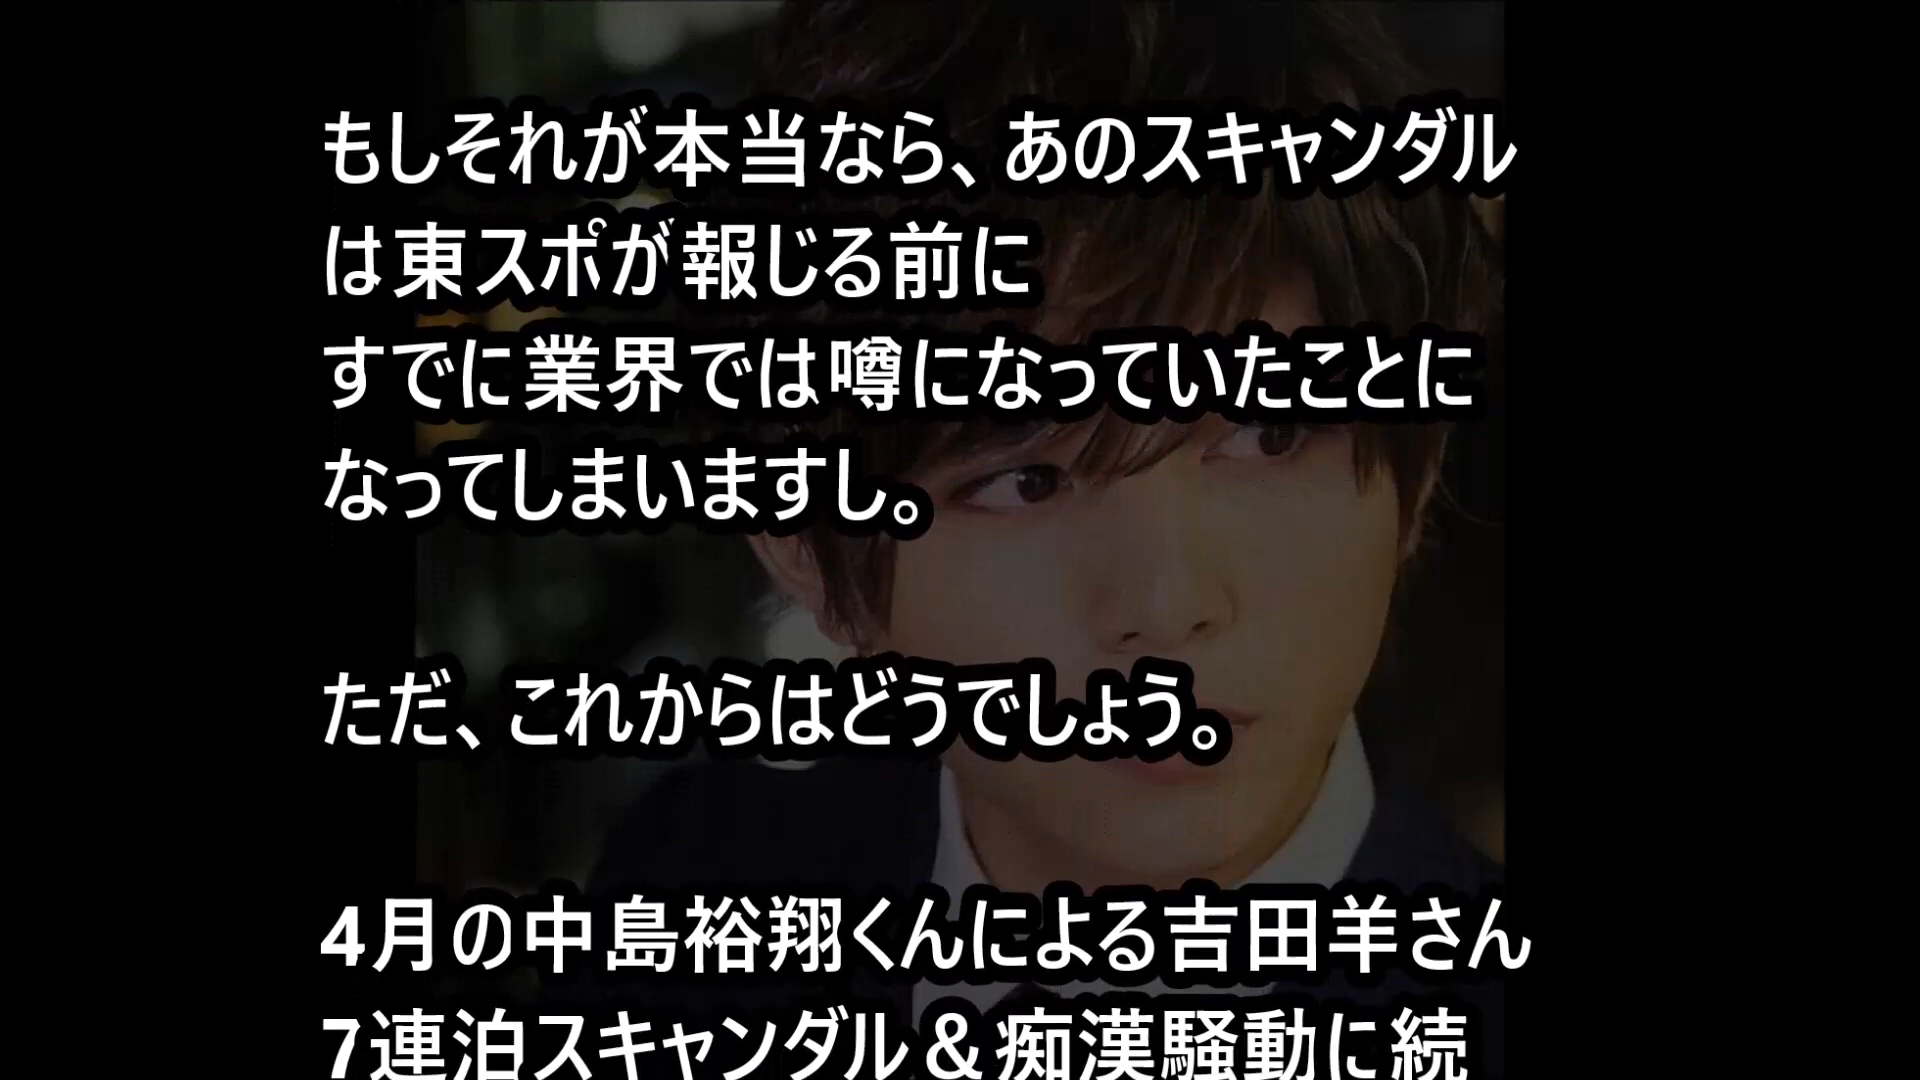 もしそれが本当なら、あのスキャンダル
は東スポが報じる前に
すでに業界では噂になっていたことに
なってしまいますし。
ただ、これからはどうでしょう。
4月の中島裕翔くんによる吉田羊さん
7連泊スキャンダル＆痴漢騒動に続